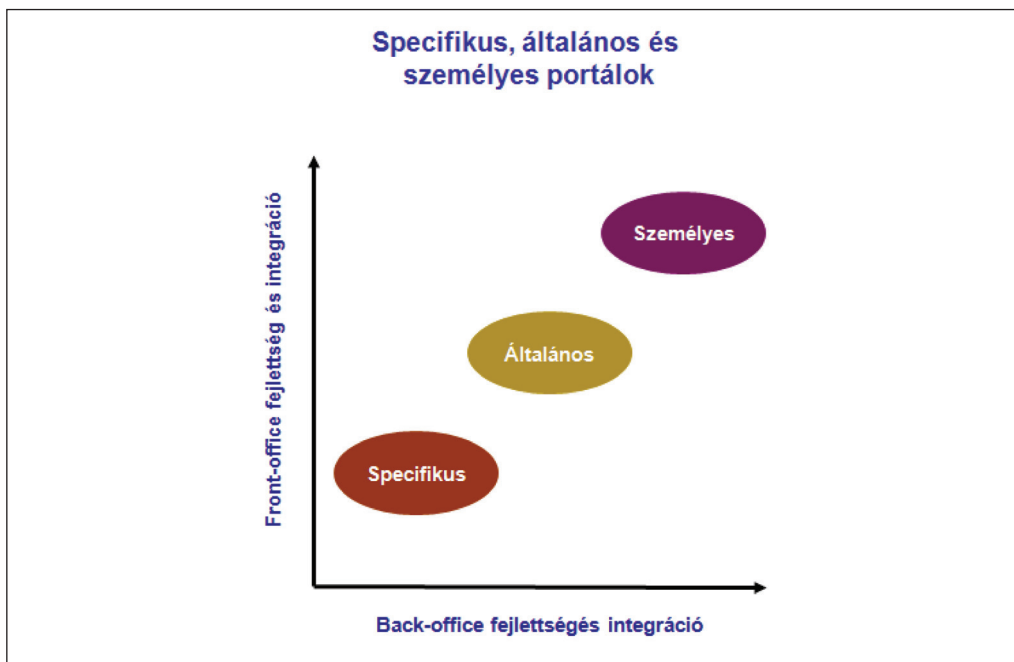 Specifikus, általános és
személyes portálok
Front-office fejlettség és integráció
Személyes
Általános
Specifikus
Back-office fejlettségés integráció